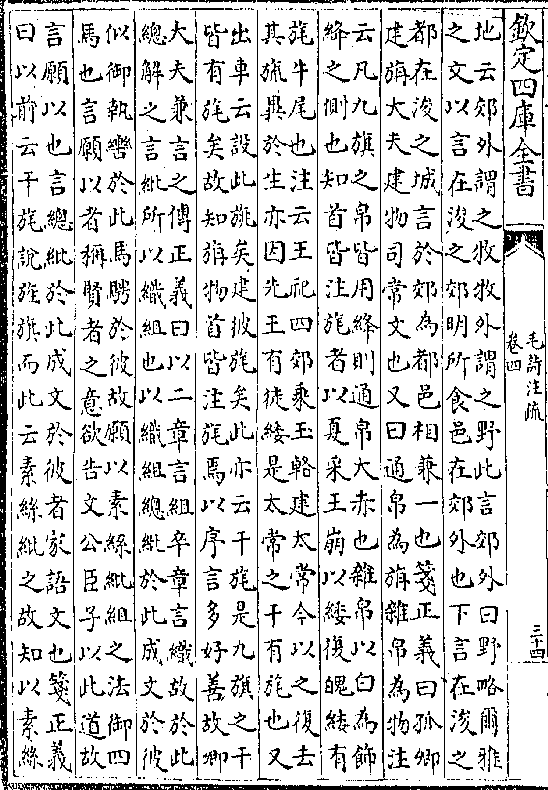 欽定四庫全書
毛詩注疏
卷四
三十四
地云郊外謂之牧牧外謂之野此言郊外曰野略爾雅
之文以言在浚之郊明所食邑在郊外也下言在浚之
都在浚之城言於郊為都邑相兼一也箋正義曰孤卿
建旃大夫建物司常文也又曰通帛為旃雜帛為物注
云凡九旗之帛皆用絳則通帛大赤也雜帛以白為飾
絳之側也知首皆注旄者以夏采王崩以綏復魄綏有
旄牛尾也注云王祀四郊乘玉輅建太常今以之復去
其旒異於生亦因先王有徒綏是太常之干有旄也又
出車云設此旐矣建彼旄矣此亦云干旄是九旗之干
皆有旄矣故知旃物首皆注旄焉以序言多好善故卿
大夫兼言之傳正義曰以二章言組卒章言織故於此
總解之言紕所以織組也以織組總紕於此成文於彼
似御執轡於此馬騁於彼故願以素絲紕組之法御四
馬也言願以者稱賢者之意欲告文公臣子以此道故
言願以也言總紕於此成文於彼者家語文也箋正義
曰以前云干旄說旌旗而此云素絲紕之故知以素絲